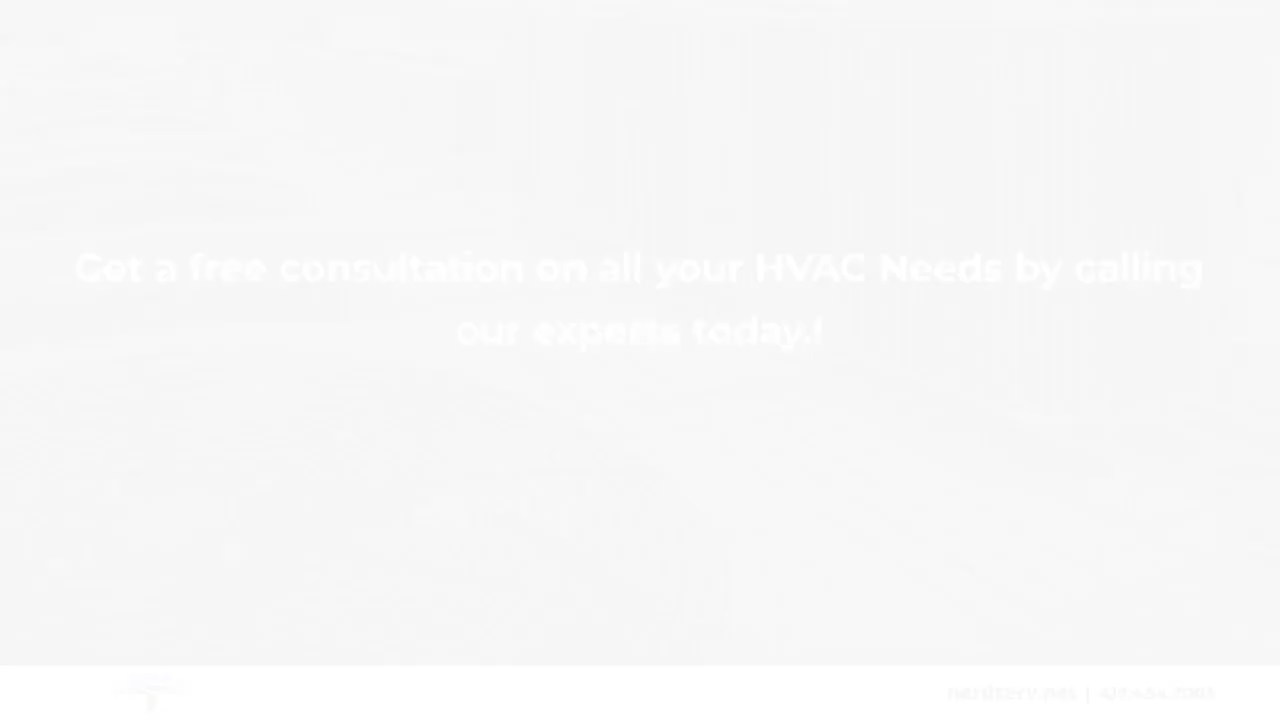 Get a free consultation on all your HVAC Needs by calling
our experts today.!